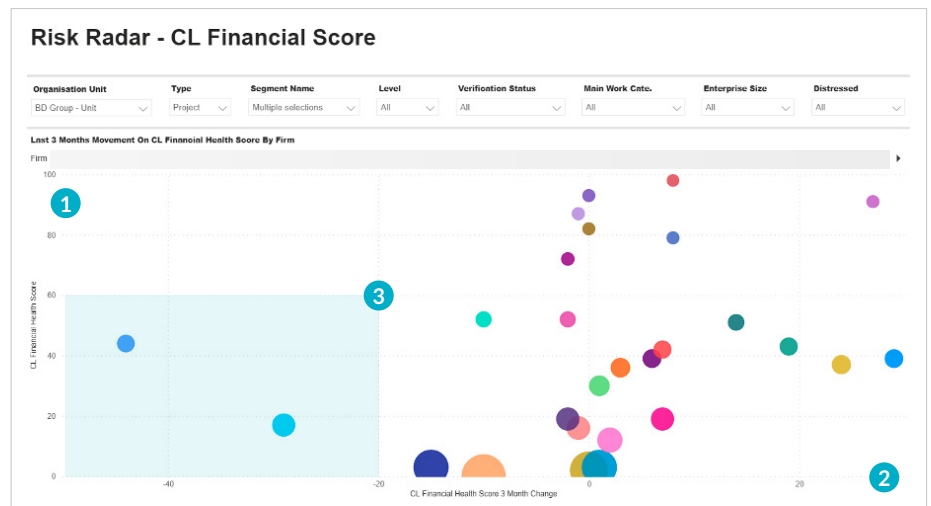 Risk Radar - CL Financial Score
Organisation Unit Type Segment Name Level Verification Status Main Work Cate. Enterprise Size Distressed
BD Group - Unit Project Multiple selections All All All All All
Last 3 Months Movement On CL Financial Health Score By Firm
Firm
100
1
80
60
3
CL Financial Health Score
40
20
0
2
-40 -20 0 20
CL Financial Health Score 3 Month Change